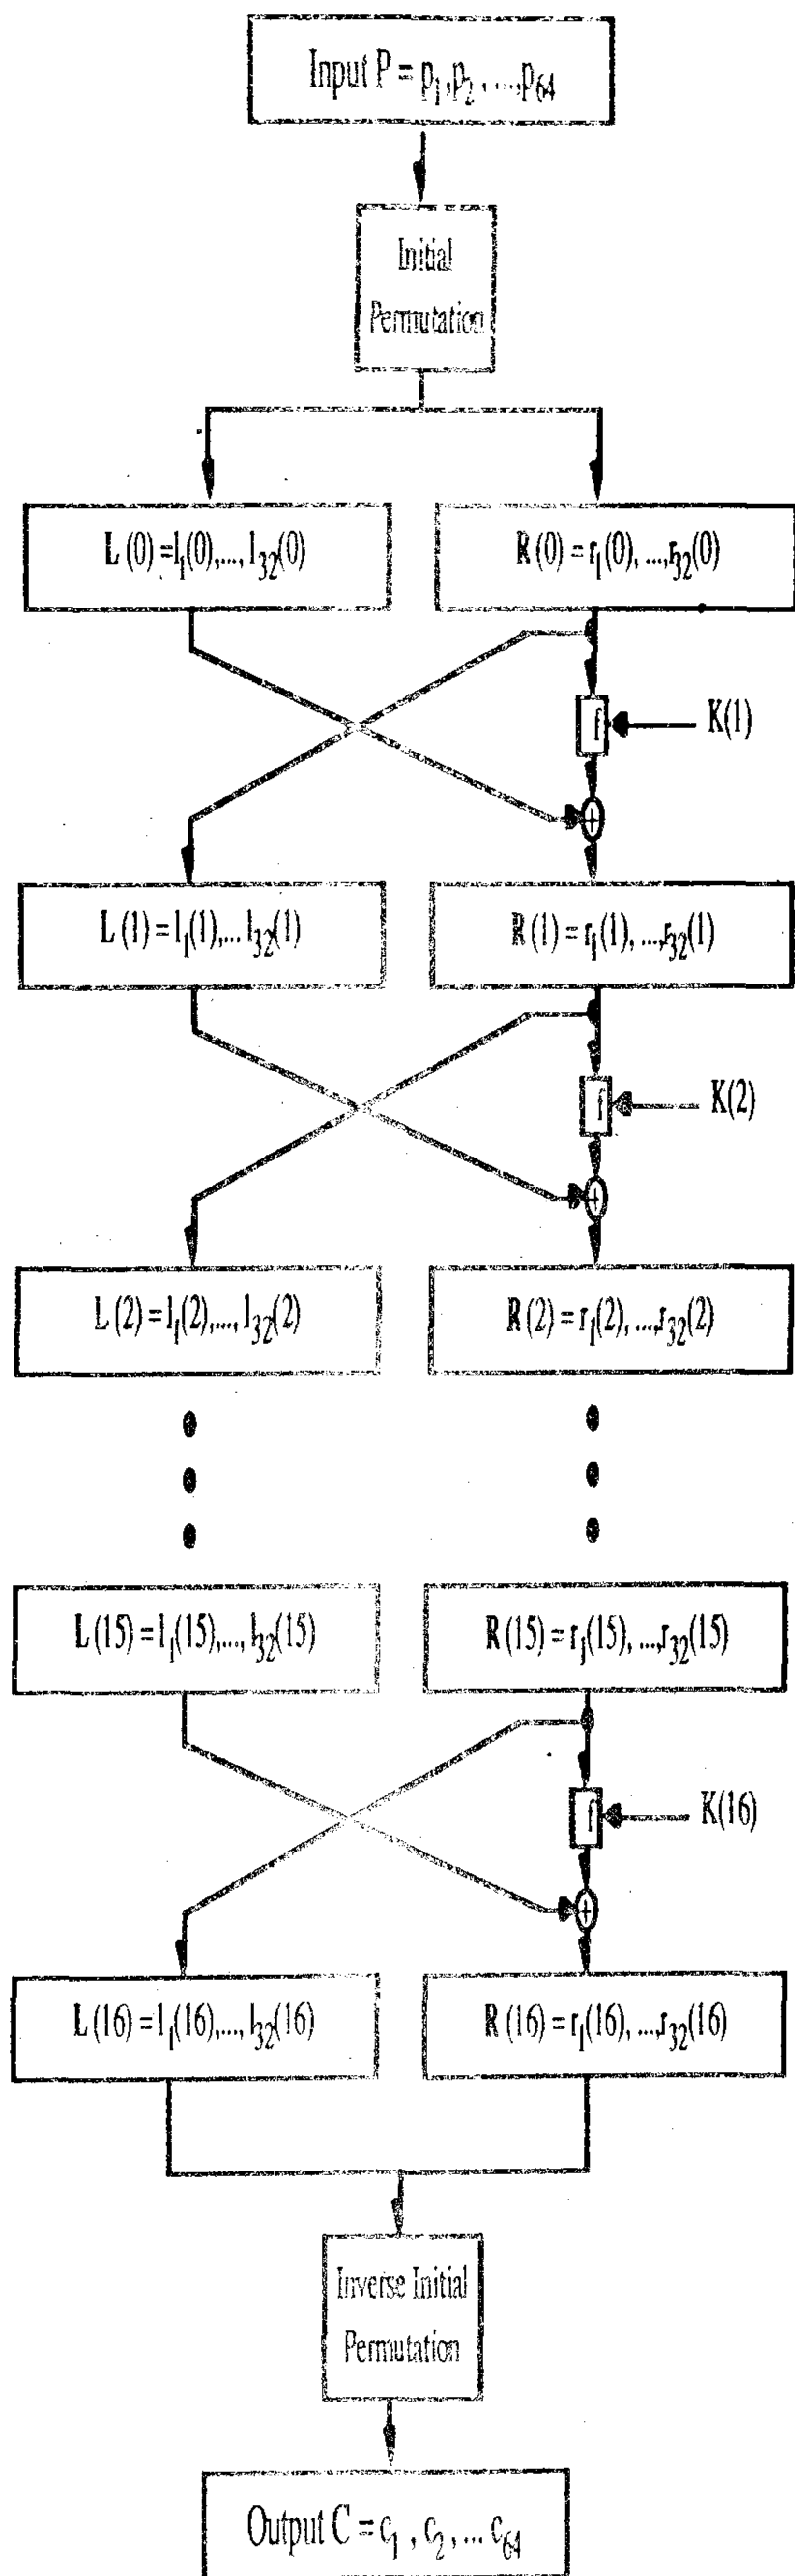 Input P = p1,p2 , ...,p64
Initial
Permutation
L (0) = l1(0),..., l32(0)
R (0) = r1(0), ...,r32(0)
f
K(1)
+
L (1) = l1(1),... l32(1)
R (1) = r1(1), ...,r32(1)
f
K(2)
+
L (2) = l1(2),..., l32(2)
R (2) = r1(2), ...,r32(2)
L (15) = l1(15),..., l32(15)
R (15) = r1(15), ...,r32(15)
f
K(16)
+
L (16) = l1(16),..., l32(16)
R (16) = r1(16), ...,r32(16)
Inverse Initial
Permutation
Output C = c1 , c2 , ... c64